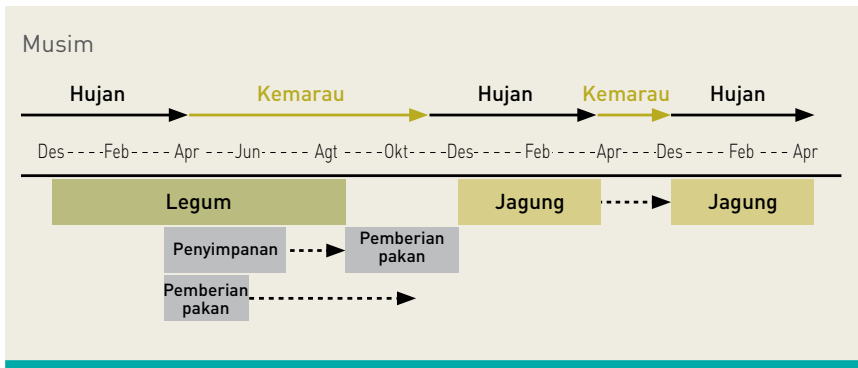 Musim
Hujan Kemarau Hujan Kemarau Hujan
Des - - - - Feb - - - - Apr - - - Jun - - - - - Agt - - - - Okt - - - - Des - - - - - Feb - - - - - Apr - - - Des - - - - - Feb - - - Apr
Legum Jagung Jagung
Penyimpanan Pemberian
pakan
Pemberian
pakan